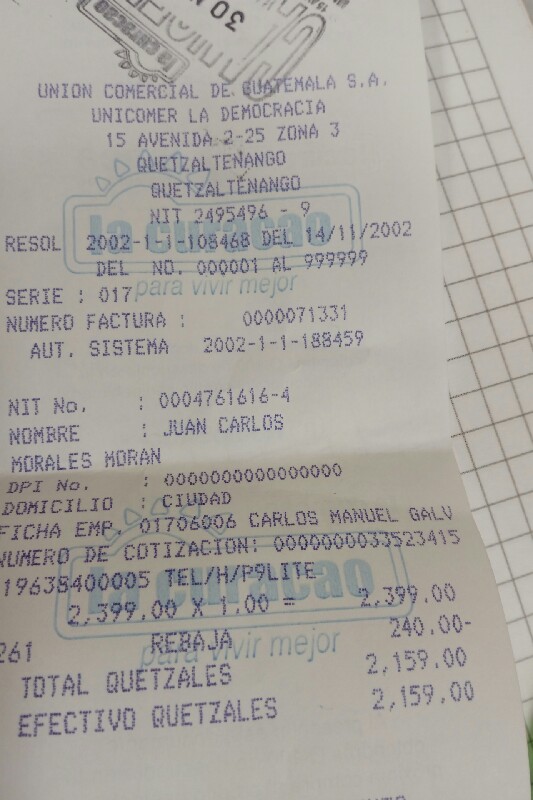 30
la curacao
UNION COMERCIAL DE GUATEMALA S.A.
UNICOMER LA DEMOCRACIA
15 AVENIDA 2-25 ZONA 3
QUETZALTENANGO
QUETZALTENANGO
NIT 2495496 - 9
la curacao
RESOL 2002-1-1-108468 DEL 14/11/2002
DEL NO. 000001 AL 999999
para vivir mejor
SERIE : 017
NUMERO FACTURA : 0000071331
AUT. SISTEMA 2002-1-1-188459
NIT No. : 0004761616-4
NOMBRE : JUAN CARLOS
MORALES MORAN
DPI No. : 0000000000000000
DOMICILIO : CIUDAD
FICHA EMP. 01706006 CARLOS MANUEL GALV
NUMERO DE COTIZACION: 0000000033523415
19638400005 TEL/H/P9LITE-
la curacao
2,399.00 X 1.00 = 2,399.00
261 REBAJA 240.00-
para vivir mejor
TOTAL QUETZALES 2,159.00
EFECTIVO QUETZALES 2,159.00